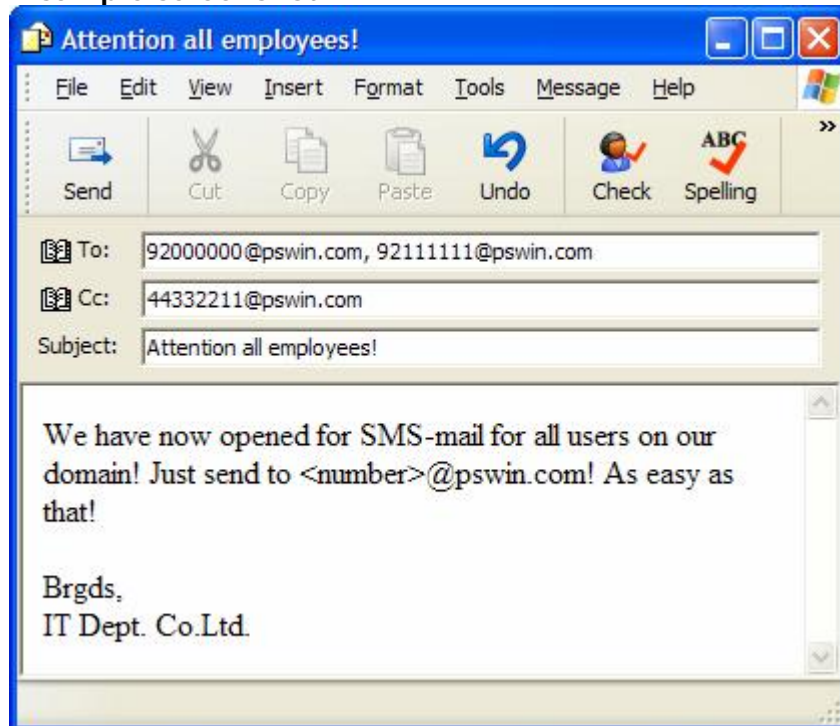 Attention all employees!
File Edit View Insert Format Tools Message Help
ABC
Send Cut Copy Paste Undo Check Spelling
To: 92000000@pswin.com, 92111111@pswin.com
Cc: 44332211@pswin.com
Subject: Attention all employees!
We have now opened for SMS-mail for all users on our
domain! Just send to <number>@pswin.com! As easy as
that!
Brgds,
IT Dept. Co.Ltd.